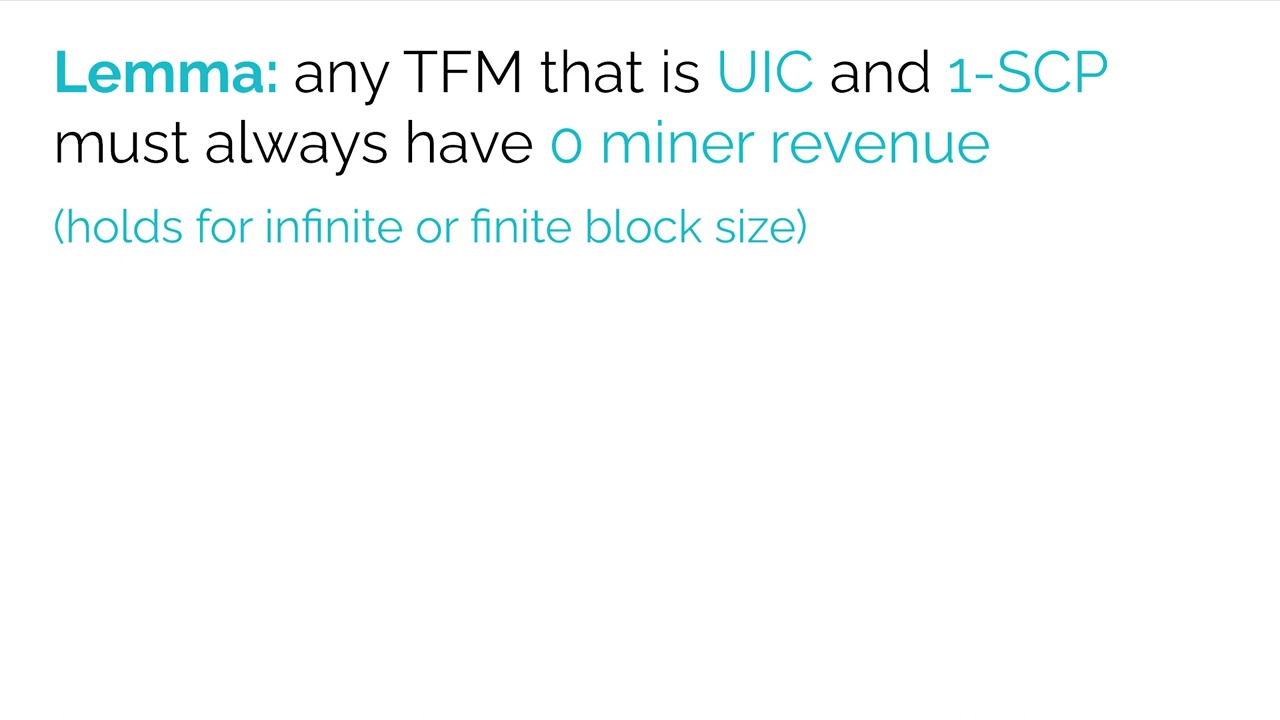 Lemma: any TFM that is UIC and 1-SCP
must always have 0 miner revenue
(holds for infinite or finite block size)